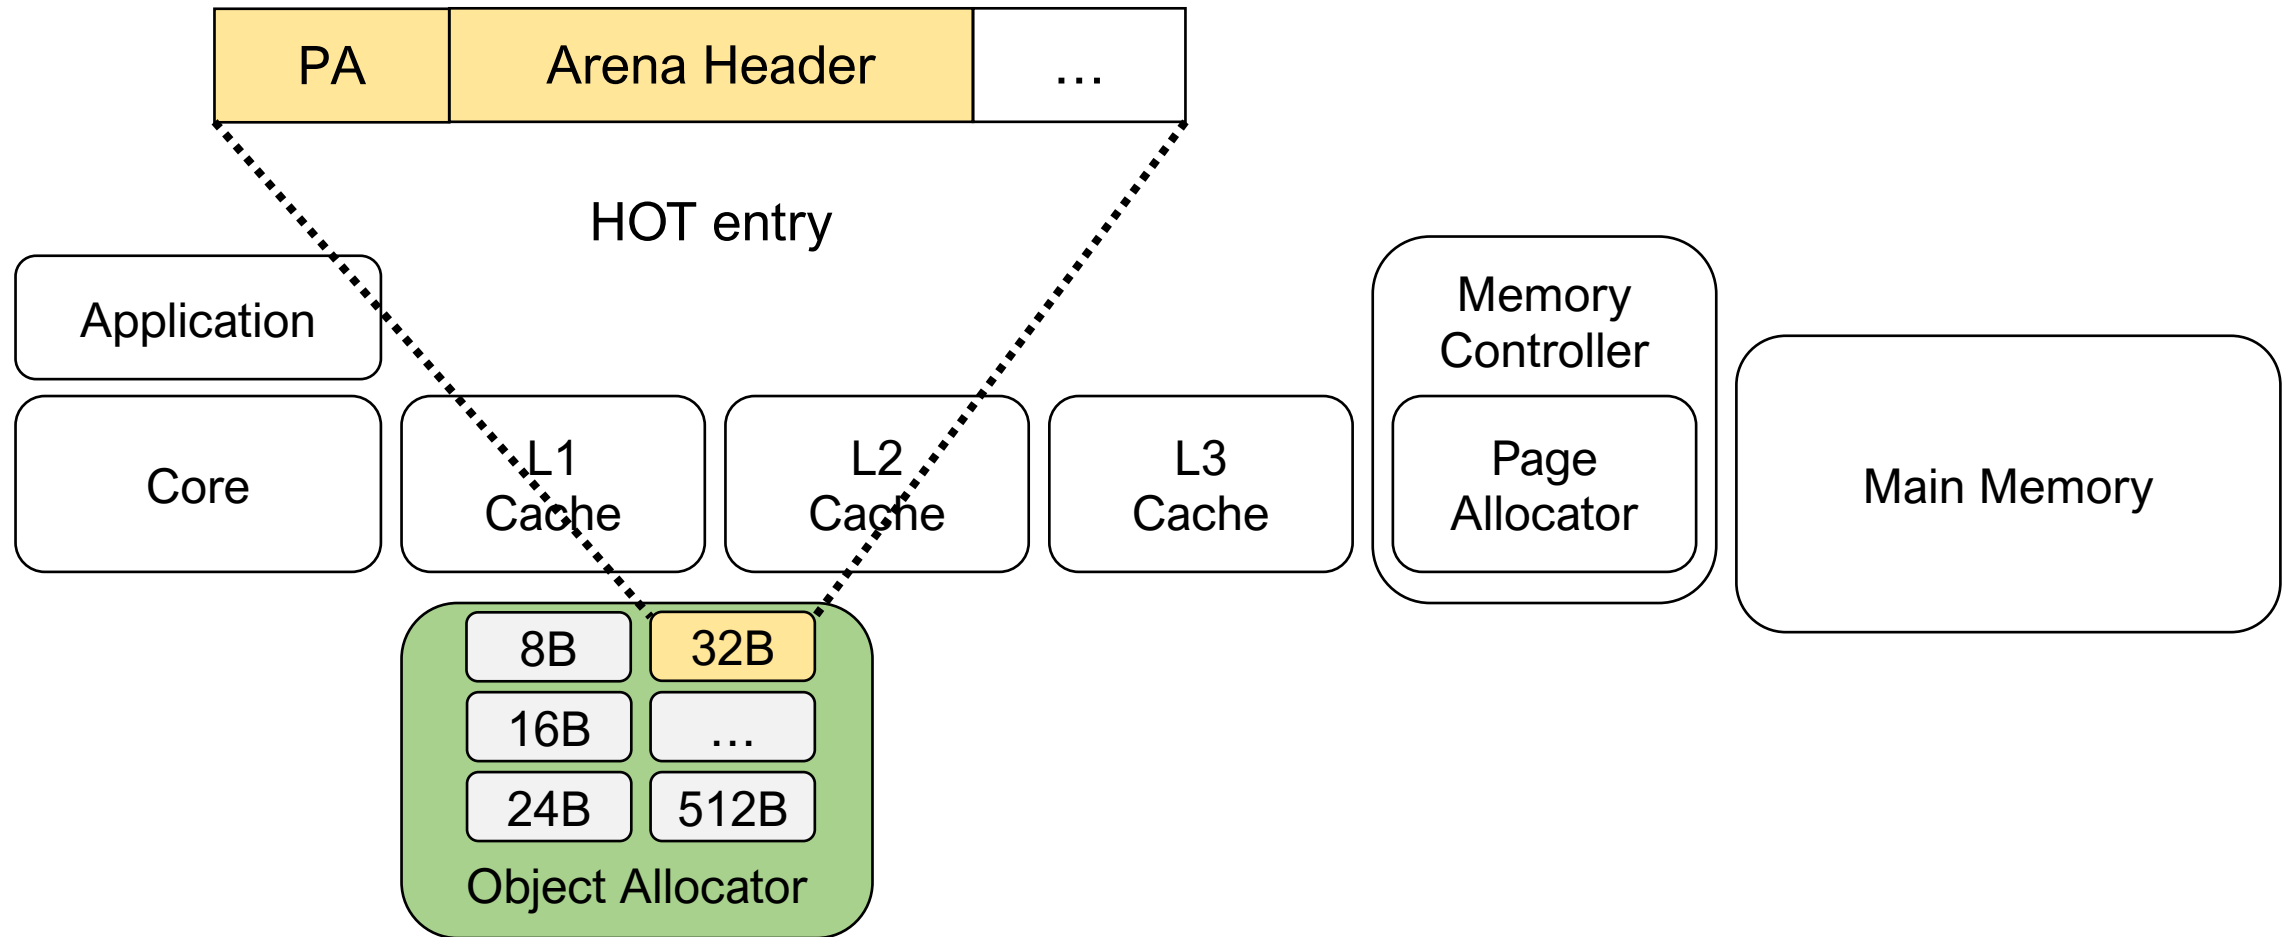 PA
Arena Header
...
HOT entry
Application
Core
L1
Cache
L2
Cache
L3
Cache
Memory
Controller
Page
Allocator
Main Memory
8B
32B
16B
...
24B
512B
Object Allocator